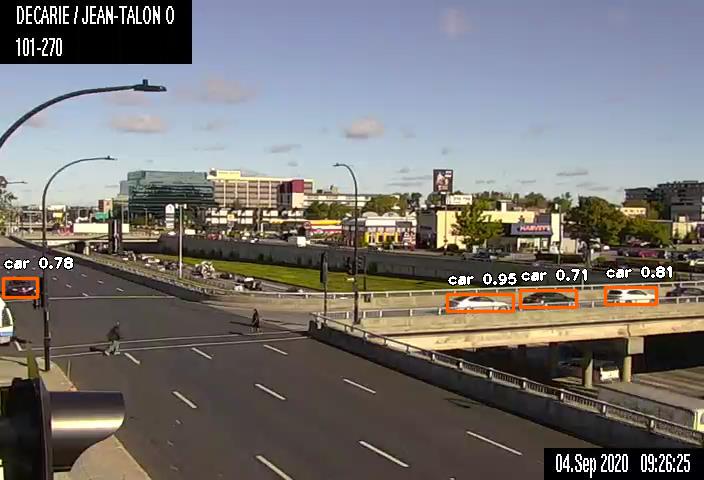 DECARIE / JEAN-TALON O
101-270
car 0.78
car 0.95
car 0.71
car 0.81
HARVEY'S
04.Sep 2020 09:26:25